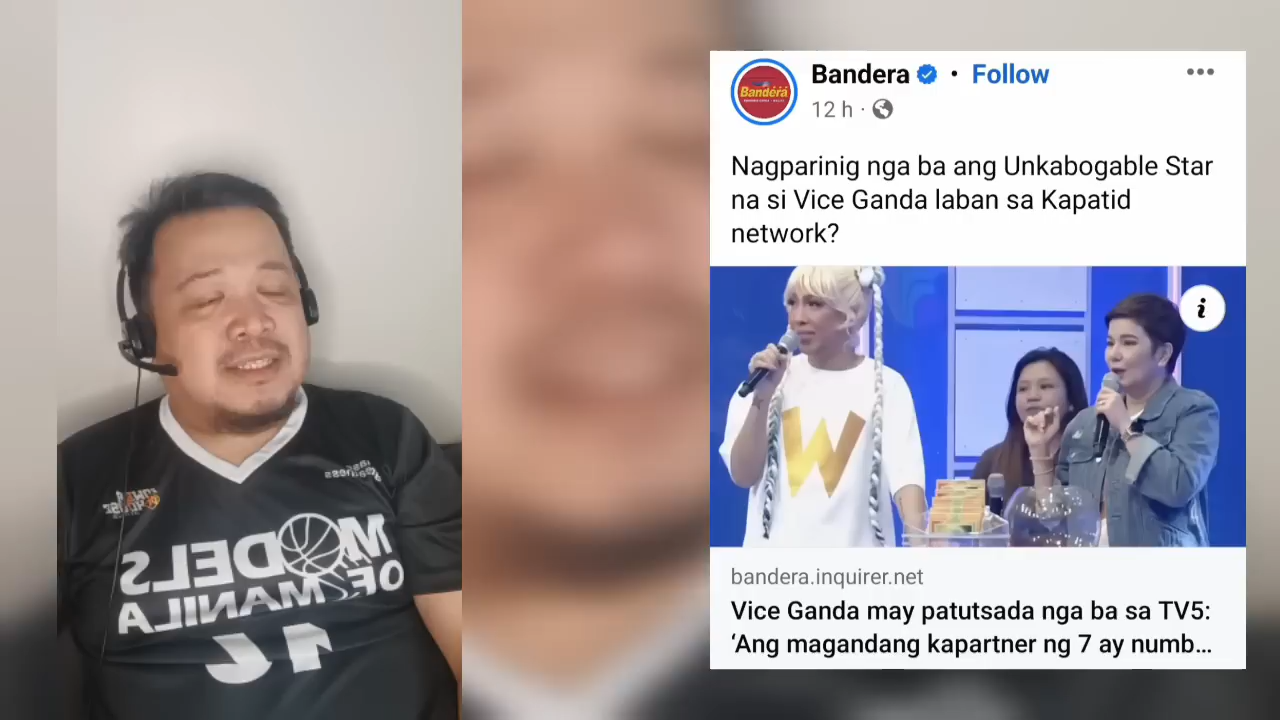 Bandera
Bandera • Follow
12 h ·
Nagparinig nga ba ang Unkabogable Star
na si Vice Ganda laban sa Kapatid
network?
i
W
bandera.inquirer.net
Vice Ganda may patutsada nga ba sa TV5:
‘Ang magandang kapartner ng 7 ay numb...
MODELS
OF MANILA
16